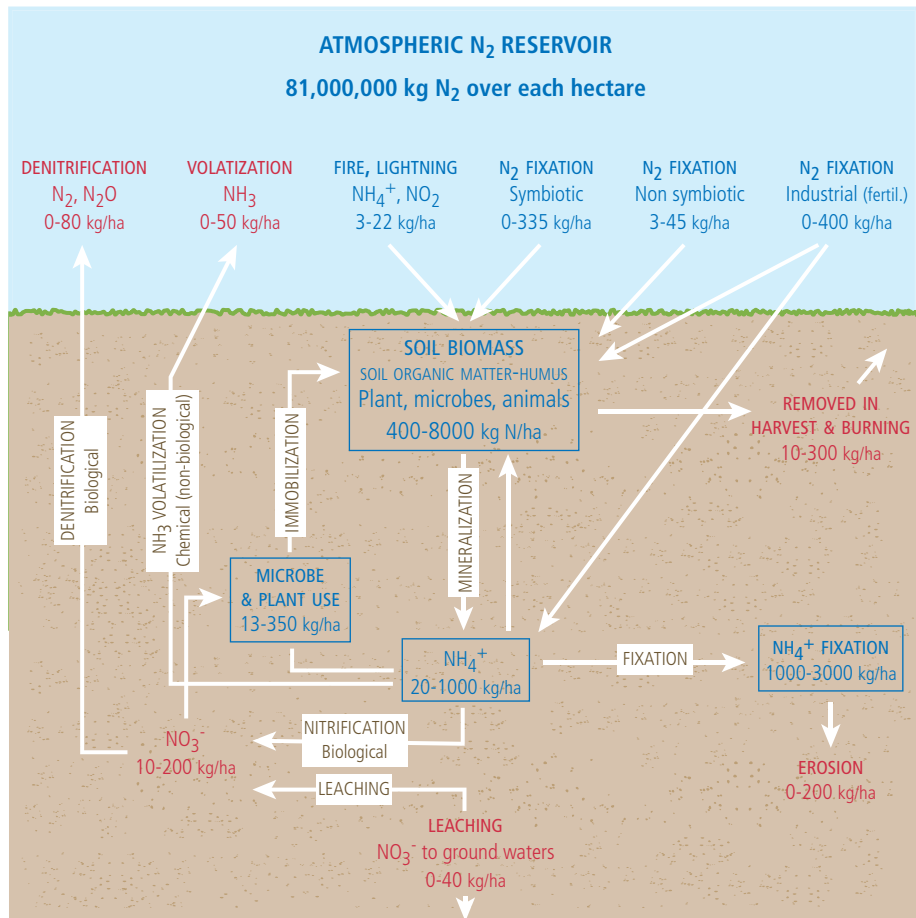 ATMOSPHERIC N₂ RESERVOIR
81,000,000 kg N₂ over each hectare
DENITRIFICATION
N₂, N₂O
0-80 kg/ha
VOLATIZATION
NH₃
0-50 kg/ha
FIRE, LIGHTNING
NH₄⁺, NO₂
3-22 kg/ha
N₂ FIXATION
Symbiotic
0-335 kg/ha
N₂ FIXATION
Non symbiotic
3-45 kg/ha
N₂ FIXATION
Industrial (fertil.)
0-400 kg/ha
SOIL BIOMASS
SOIL ORGANIC MATTER-HUMUS
Plant, microbes, animals
400-8000 kg N/ha
REMOVED IN
HARVEST & BURNING
10-300 kg/ha
DENITRIFICATION
Biological
NH₃ VOLATILIZATION
Chemical (non-biological)
IMMOBILIZATION
MINERALIZATION
MICROBE
& PLANT USE
13-350 kg/ha
NH₄⁺
20-1000 kg/ha
FIXATION
NH₄⁺ FIXATION
1000-3000 kg/ha
NO₃⁻
10-200 kg/ha
NITRIFICATION
Biological
LEACHING
EROSION
0-200 kg/ha
LEACHING
NO₃⁻ to ground waters
0-40 kg/ha